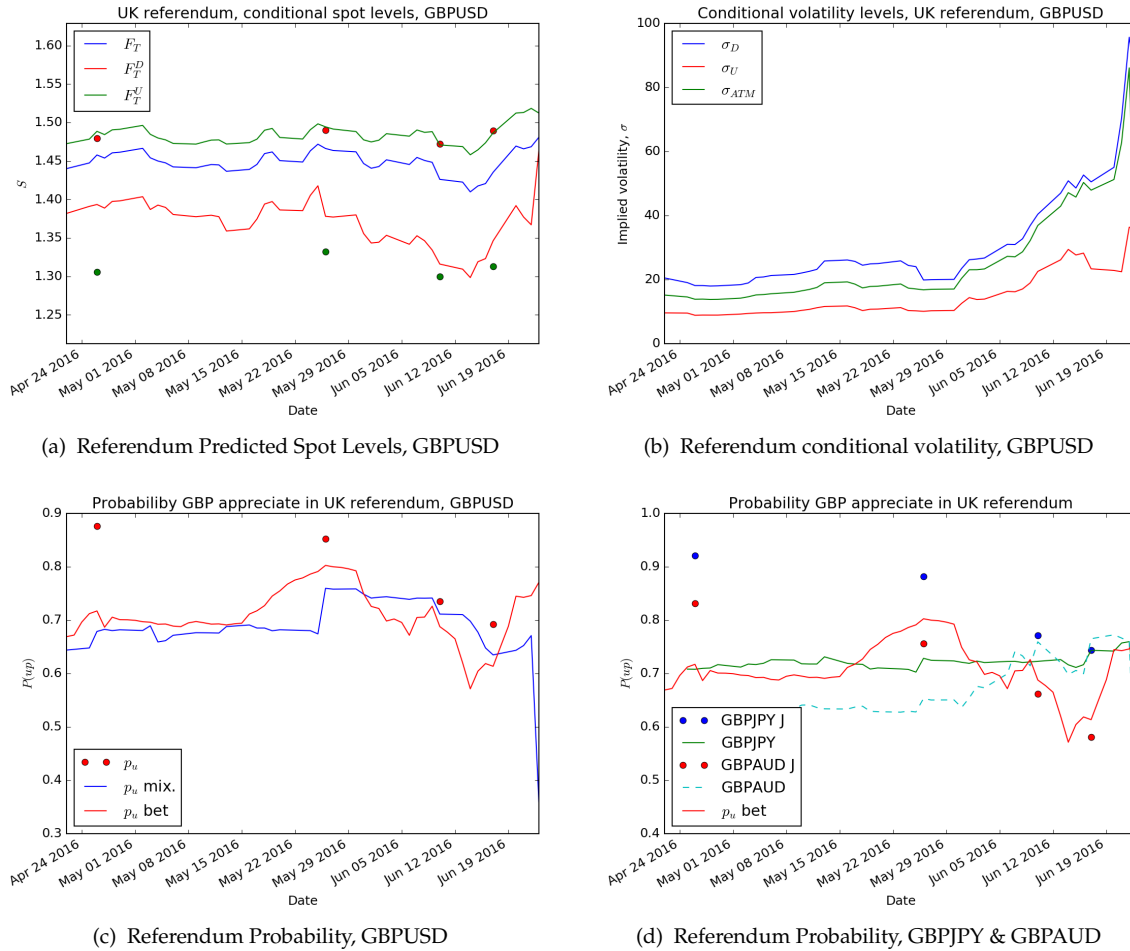 UK referendum, conditional spot levels, GBPUSD
F_T
F_T^D
F_T^U
1.60
1.55
1.50
1.45
1.40
1.35
1.30
1.25
S
Apr 24 2016
May 01 2016
May 08 2016
May 15 2016
May 22 2016
May 29 2016
Jun 05 2016
Jun 12 2016
Jun 19 2016
Date
(a) Referendum Predicted Spot Levels, GBPUSD
Conditional volatility levels, UK referendum, GBPUSD
σ_D
σ_U
σ_ATM
100
80
60
40
20
0
Implied volatility, σ
Apr 24 2016
May 01 2016
May 08 2016
May 15 2016
May 22 2016
May 29 2016
Jun 05 2016
Jun 12 2016
Jun 19 2016
Date
(b) Referendum conditional volatility, GBPUSD
Probabiliby GBP appreciate in UK referendum, GBPUSD
0.9
0.8
0.7
0.6
0.5
0.4
0.3
P(up)
p_u
p_u mix.
p_u bet
Apr 24 2016
May 01 2016
May 08 2016
May 15 2016
May 22 2016
May 29 2016
Jun 05 2016
Jun 12 2016
Jun 19 2016
Date
(c) Referendum Probability, GBPUSD
Probability GBP appreciate in UK referendum
1.0
0.9
0.8
0.7
0.6
0.5
0.4
P(up)
GBPJPY J
GBPJPY
GBPAUD J
GBPAUD
p_u bet
Apr 24 2016
May 01 2016
May 08 2016
May 15 2016
May 22 2016
May 29 2016
Jun 05 2016
Jun 12 2016
Jun 19 2016
Date
(d) Referendum Probability, GBPJPY & GBPAUD